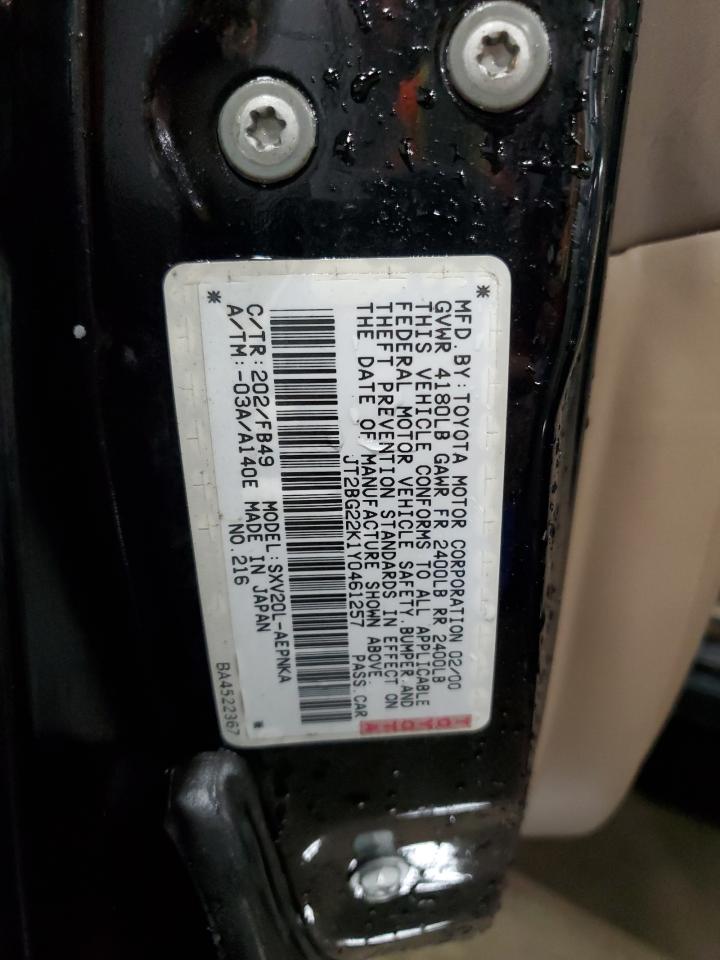 MFD. BY: TOYOTA MOTOR CORPORATION 02/00
GVWR 4180LB GAWR FR 2400LB RR 2400LB
THIS VEHICLE CONFORMS TO ALL APPLICABLE
FEDERAL MOTOR VEHICLE SAFETY, BUMPER, AND
THEFT PREVENTION STANDARDS IN EFFECT ON
THE DATE OF MANUFACTURE SHOWN ABOVE.
JT2BG22K1Y0461257 PASS.CAR
C/TR: 202/FB49 MODEL: SXV20L-AEPNKA
A/TM: -03A/A140E MADE IN JAPAN
NO. 216
BA4522367